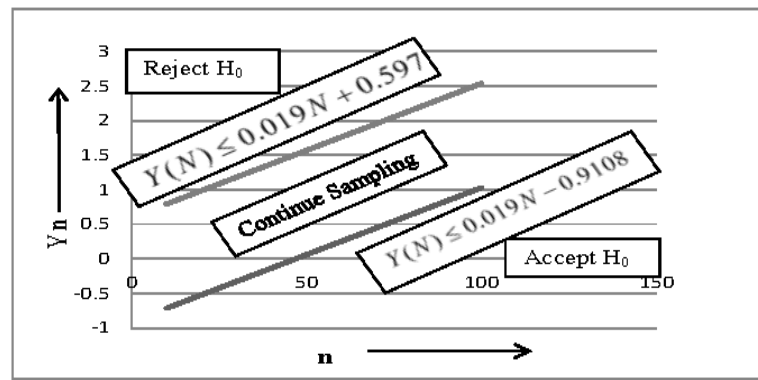 3
Reject H₀
2.5
Y(N) ≤ 0.019N + 0.597
2
1.5
Continue Sampling
1
Y(N) ≤ 0.019N − 0.9108
0.5
Yn
0
Accept H₀
0
50
100
150
-0.5
-1
n